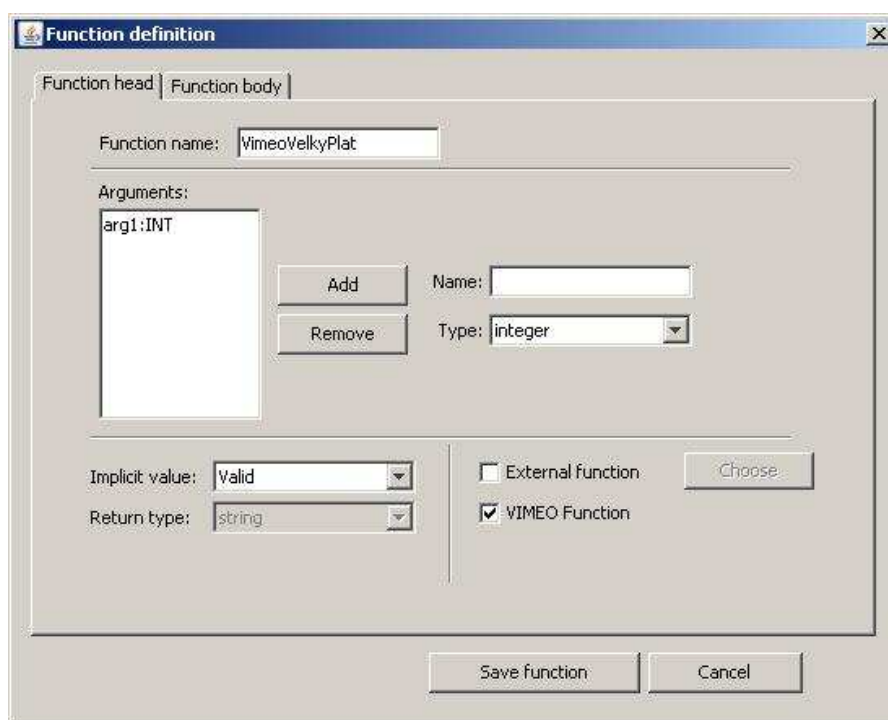 Function definition
Function head
Function body
Function name: VimeoVelkyPlat
Arguments:
arg1:INT
Add
Name:
Remove
Type: integer
Implicit value: Valid
External function
Choose
Return type: string
VIMEO Function
Save function
Cancel